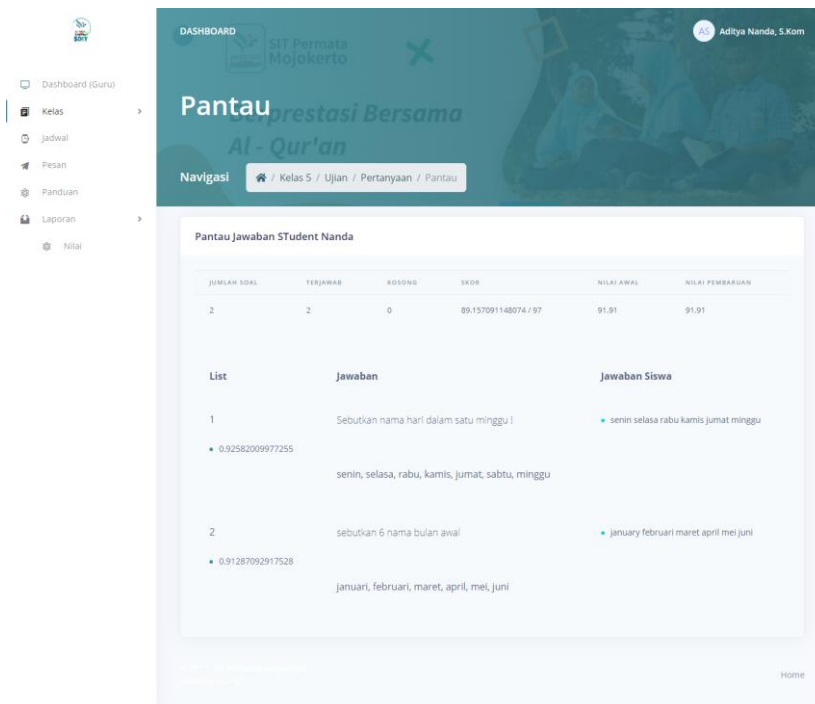 SDIT
DASHBOARD
AS Aditya Nanda, S.Kom
SIT Permata
Mojokerto
Pantau
Berprestasi Bersama
Al - Qur'an
Navigasi / Kelas 5 / Ujian / Pertanyaan / Pantau
Dashboard (Guru)
Kelas
Jadwal
Pesan
Panduan
Laporan
Nilai
Pantau Jawaban STudent Nanda
JUMLAH SOAL TERJAWAB KOSONG SKOR NILAI AWAL NILAI PEMBARUAN
2 2 0 89.157091148074 / 97 91.91 91.91
List Jawaban Jawaban Siswa
1 Sebutkan nama hari dalam satu minggu ! senin selasa rabu kamis jumat minggu
0.92582009977255
senin, selasa, rabu, kamis, jumat, sabtu, minggu
2 sebutkan 6 nama bulan awal january februari maret april mei juni
0.91287092917528
januari, februari, maret, april, mei, juni
Home